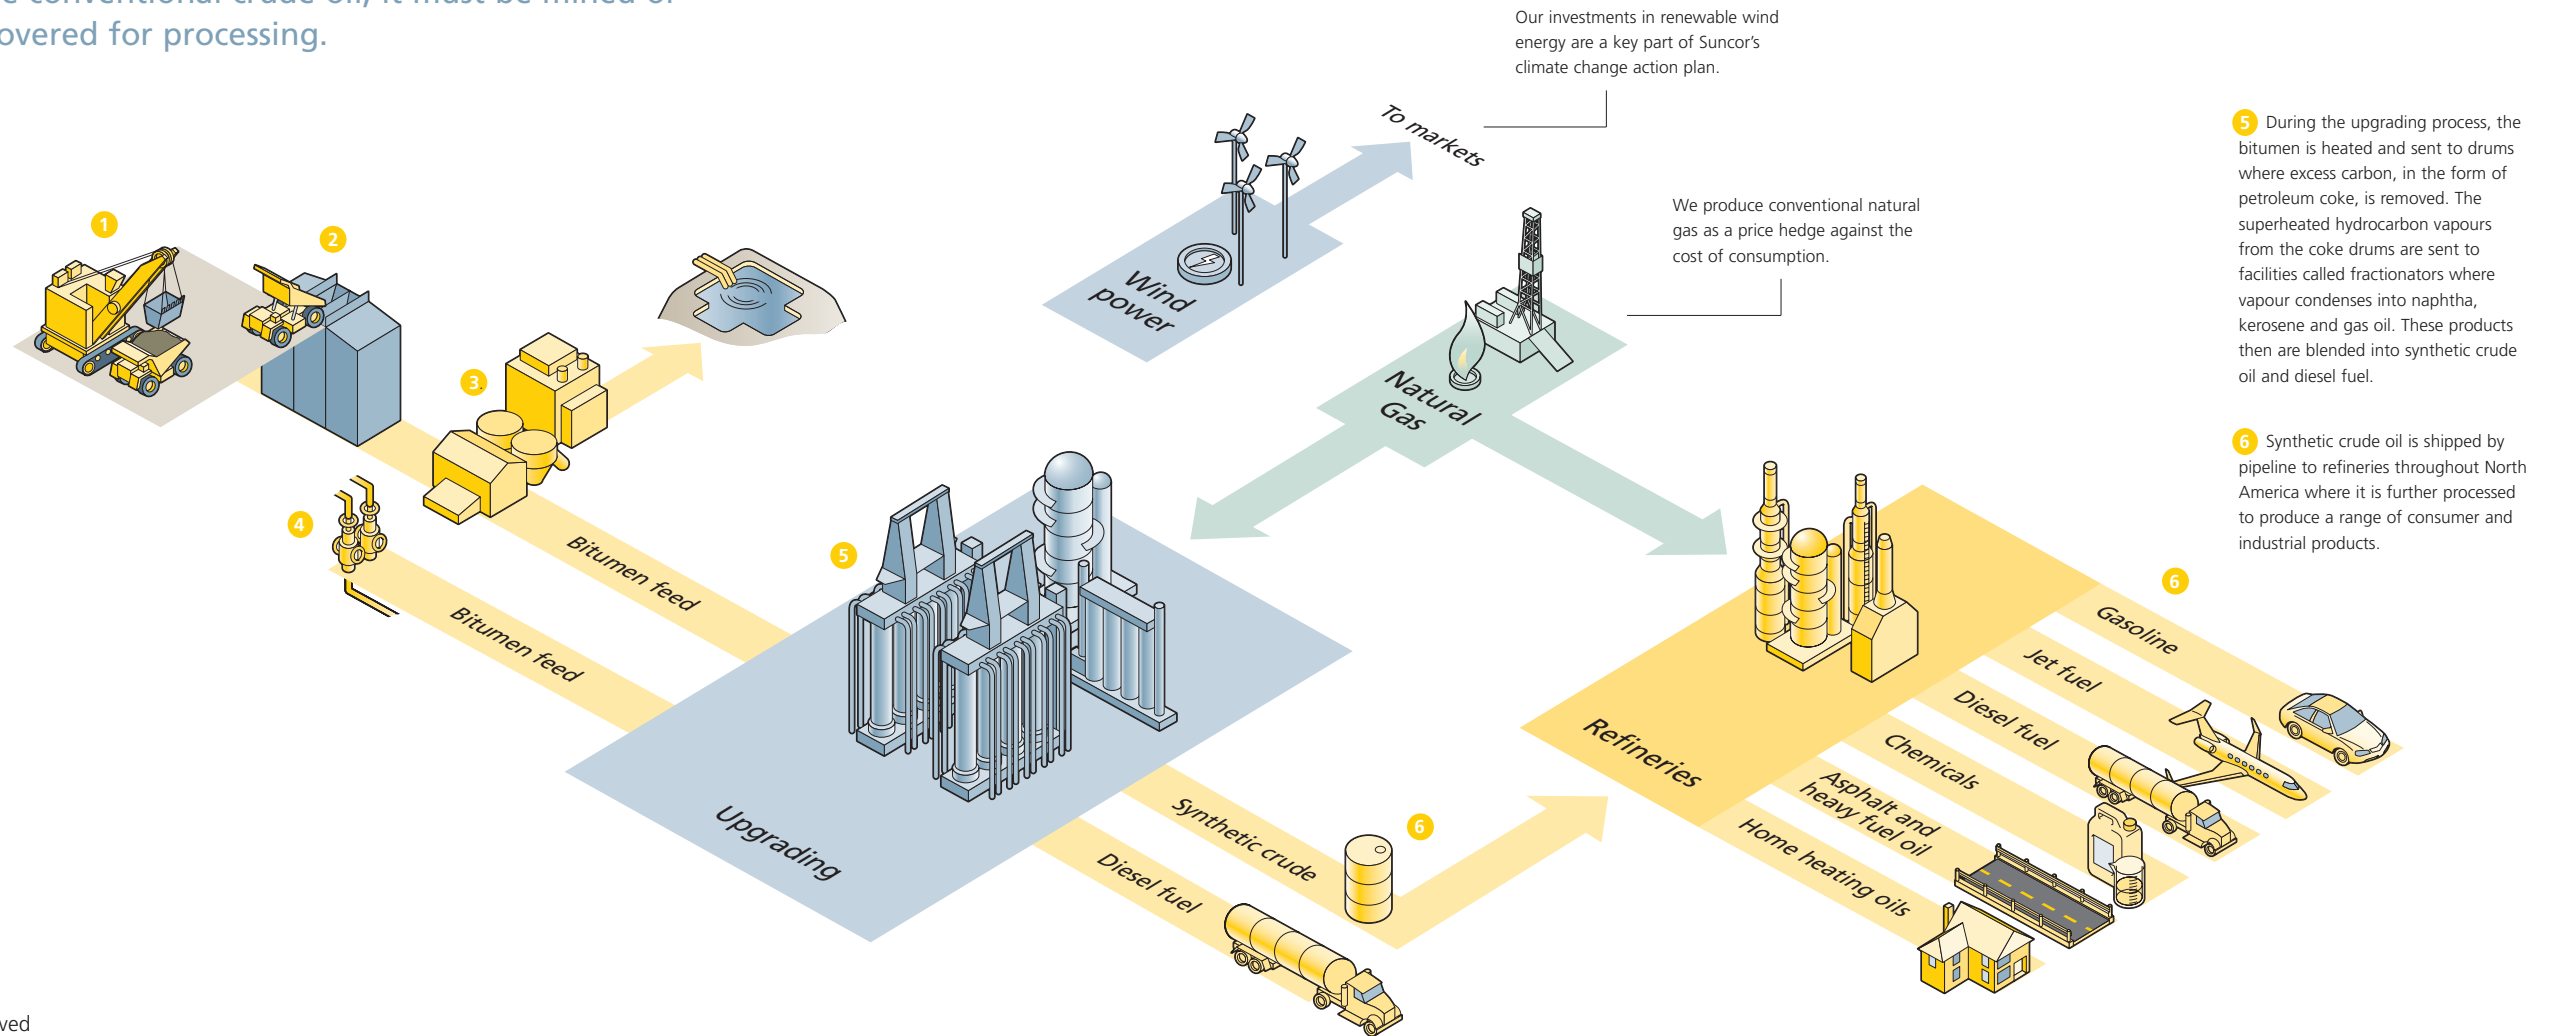 conventional crude oil, it must be mined or
overed for processing.
Our investments in renewable wind
energy are a key part of Suncor's
climate change action plan.
To markets
We produce conventional natural
gas as a price hedge against the
cost of consumption.
Wind
power
Natural
Gas
1
2
3
4
5
Bitumen feed
Bitumen feed
Upgrading
Synthetic crude
Diesel fuel
6
Refineries
6
Gasoline
Jet fuel
Diesel fuel
Chemicals
Asphalt and
heavy fuel oil
Home heating oils
5 During the upgrading process, the
bitumen is heated and sent to drums
where excess carbon, in the form of
petroleum coke, is removed. The
superheated hydrocarbon vapours
from the coke drums are sent to
facilities called fractionators where
vapour condenses into naphtha,
kerosene and gas oil. These products
then are blended into synthetic crude
oil and diesel fuel.
6 Synthetic crude oil is shipped by
pipeline to refineries throughout North
America where it is further processed
to produce a range of consumer and
industrial products.
ved